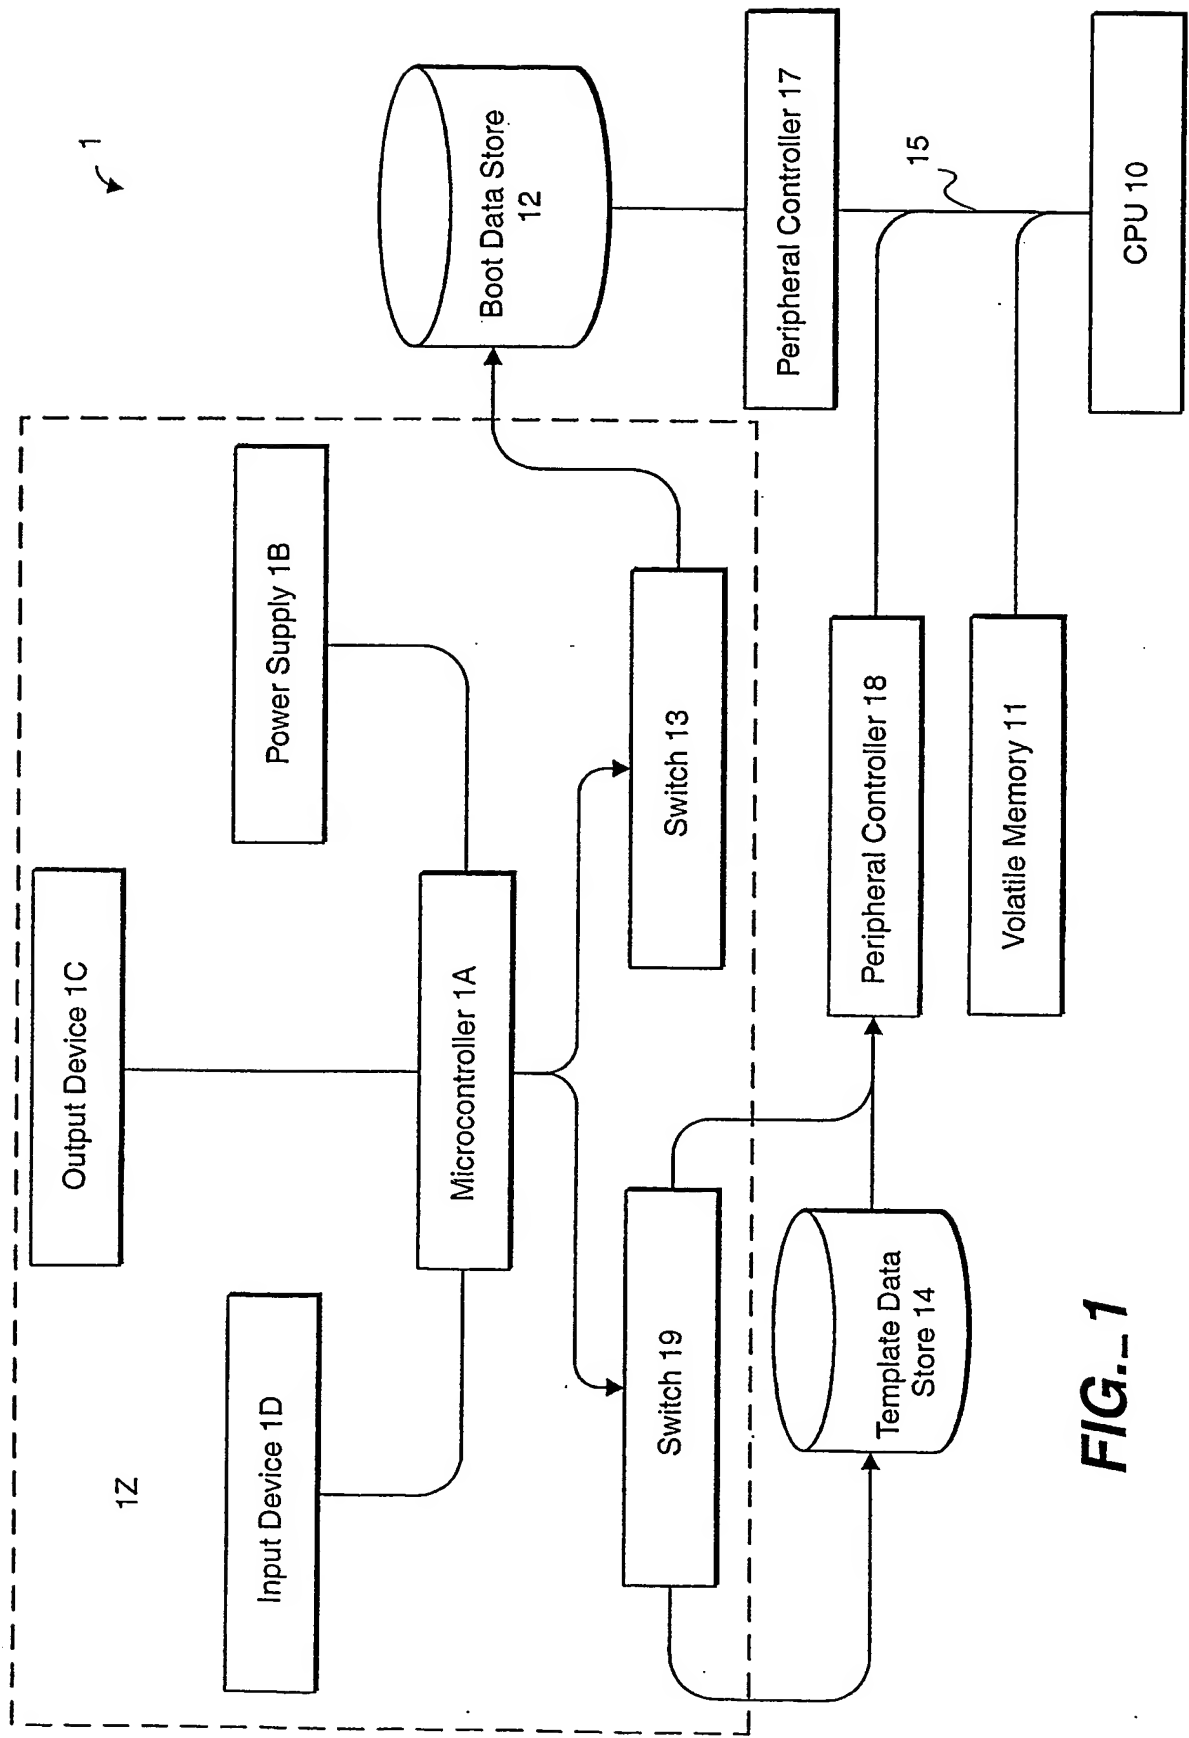 1
1Z
Output Device 1C
Input Device 1D
Power Supply 1B
Microcontroller 1A
Boot Data Store
12
Switch 19
Switch 13
Peripheral Controller 17
Template Data
Store 14
Peripheral Controller 18
15
Volatile Memory 11
CPU 10
FIG._1